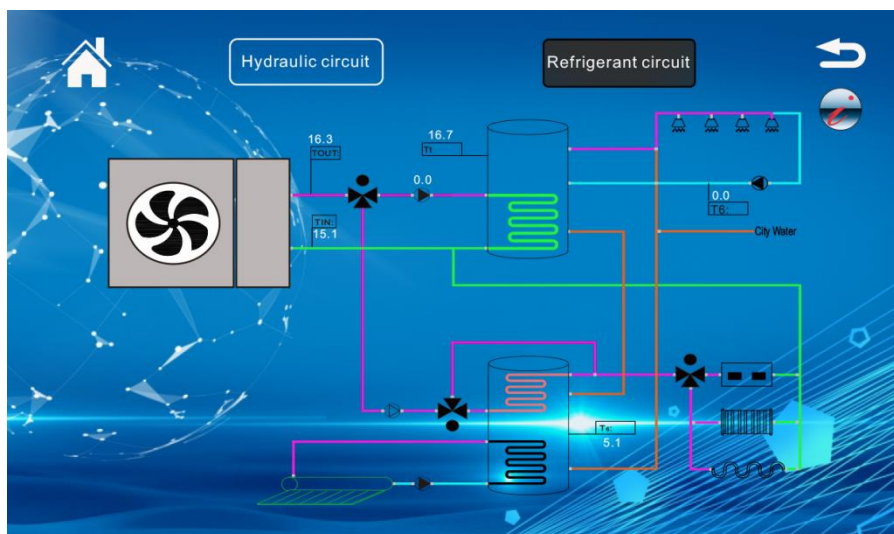 Hydraulic circuit
Refrigerant circuit
16.3
TOUT:
16.7
Tt
0.0
0.0
T6:
TIN:
15.1
City Water
Ts:
5.1